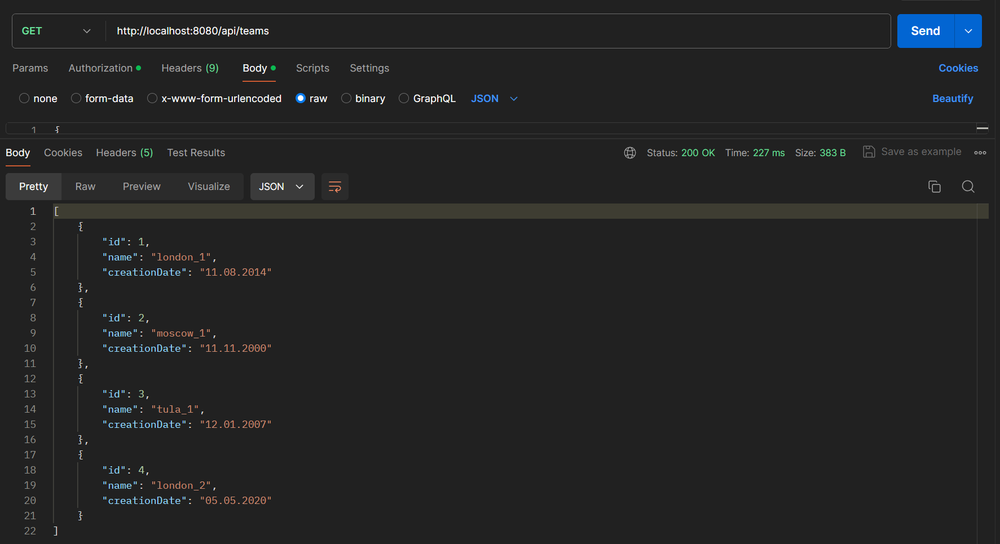 GET http://localhost:8080/api/teams Send
Params Authorization Headers (9) Body Scripts Settings Cookies
none form-data x-www-form-urlencoded raw binary GraphQL JSON Beautify
1 {
Body Cookies Headers (5) Test Results Status: 200 OK Time: 227 ms Size: 383 B Save as example
Pretty Raw Preview Visualize JSON
1 [
2 {
3 "id": 1,
4 "name": "london_1",
5 "creationDate": "11.08.2014"
6 },
7 {
8 "id": 2,
9 "name": "moscow_1",
10 "creationDate": "11.11.2000"
11 },
12 {
13 "id": 3,
14 "name": "tula_1",
15 "creationDate": "12.01.2007"
16 },
17 {
18 "id": 4,
19 "name": "london_2",
20 "creationDate": "05.05.2020"
21 }
22 ]